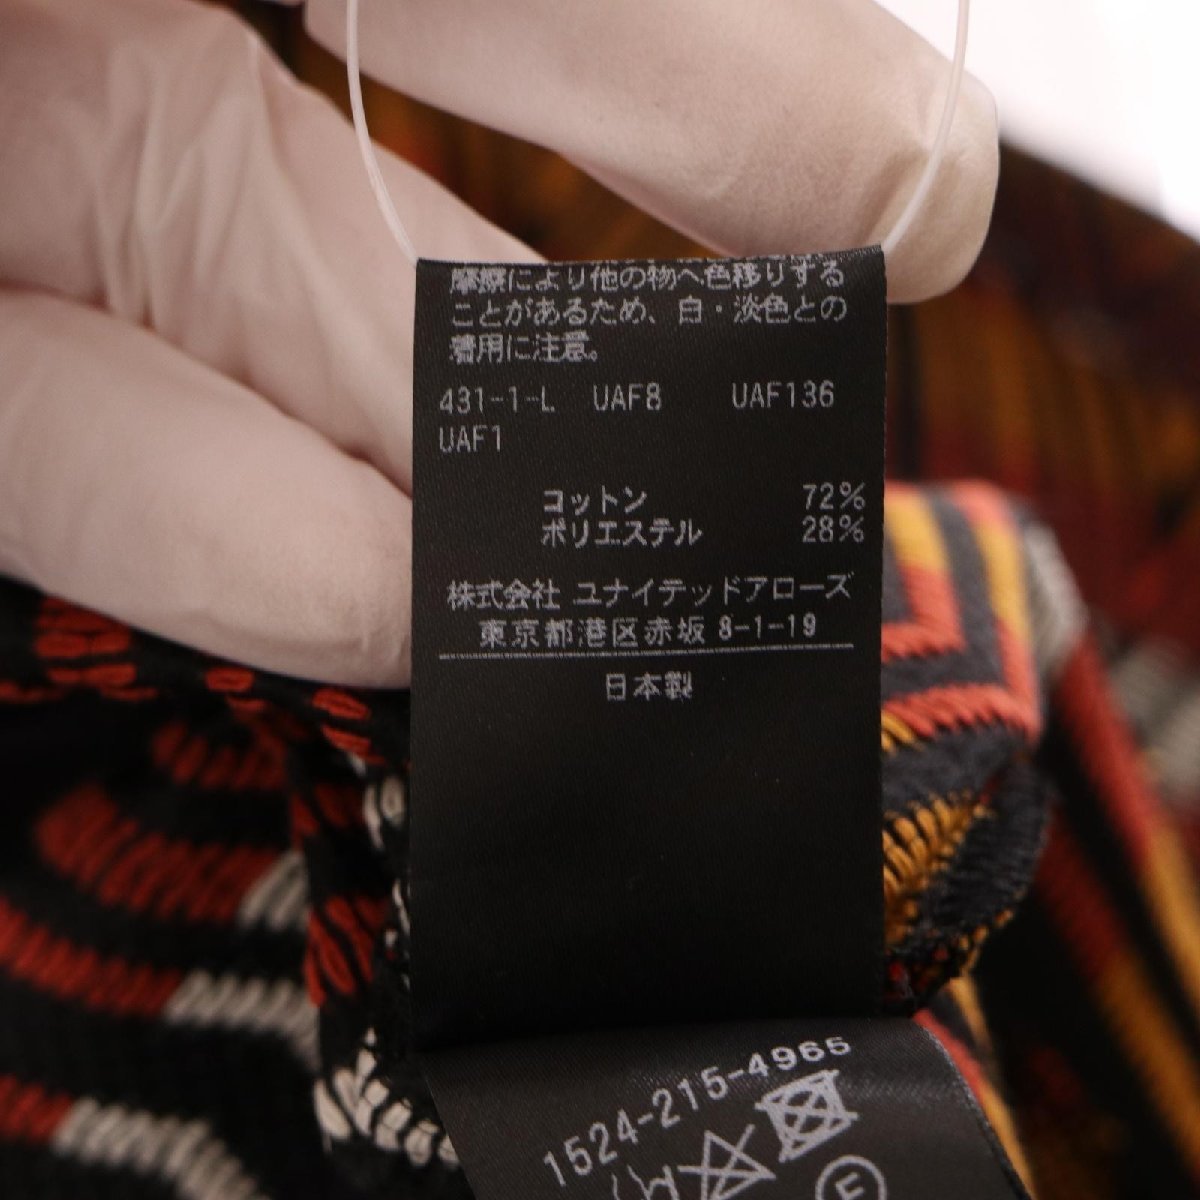 摩擦により他の物へ色移りする
ことがあるため、白・淡色との
着用に注意。
431-1-L UAF8 UAF136
UAF1
コットン 72%
ポリエステル 28%
株式会社 ユナイテッドアローズ
東京都港区赤坂 8-1-19
日本製
1524-215-4965
F